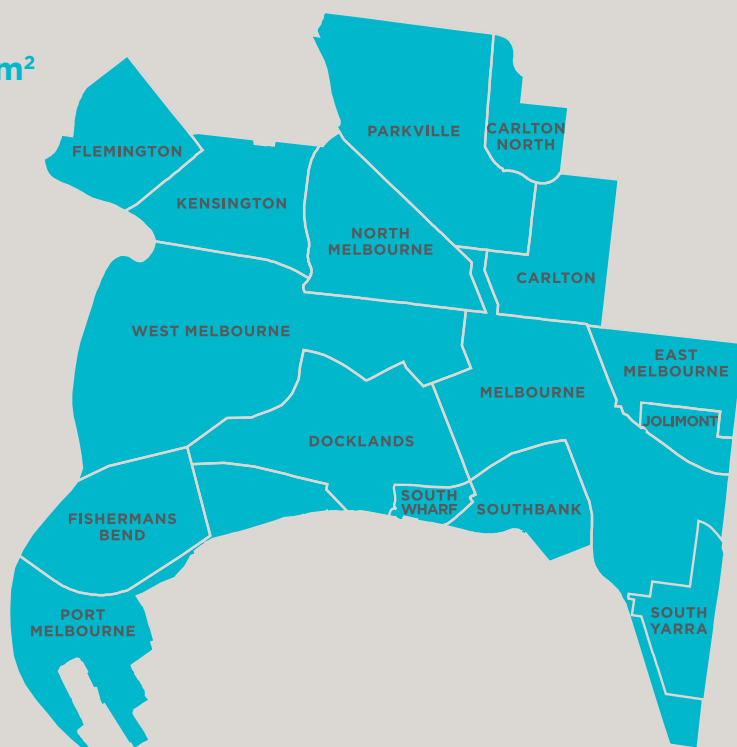 m²
FLEMINGTON
PARKVILLE
CARLTON
NORTH
KENSINGTON
NORTH
MELBOURNE
CARLTON
WEST MELBOURNE
EAST
MELBOURNE
MELBOURNE
JOLIMONT
DOCKLANDS
SOUTH
WHARF
SOUTHBANK
FISHERMANS
BEND
PORT
MELBOURNE
SOUTH
YARRA